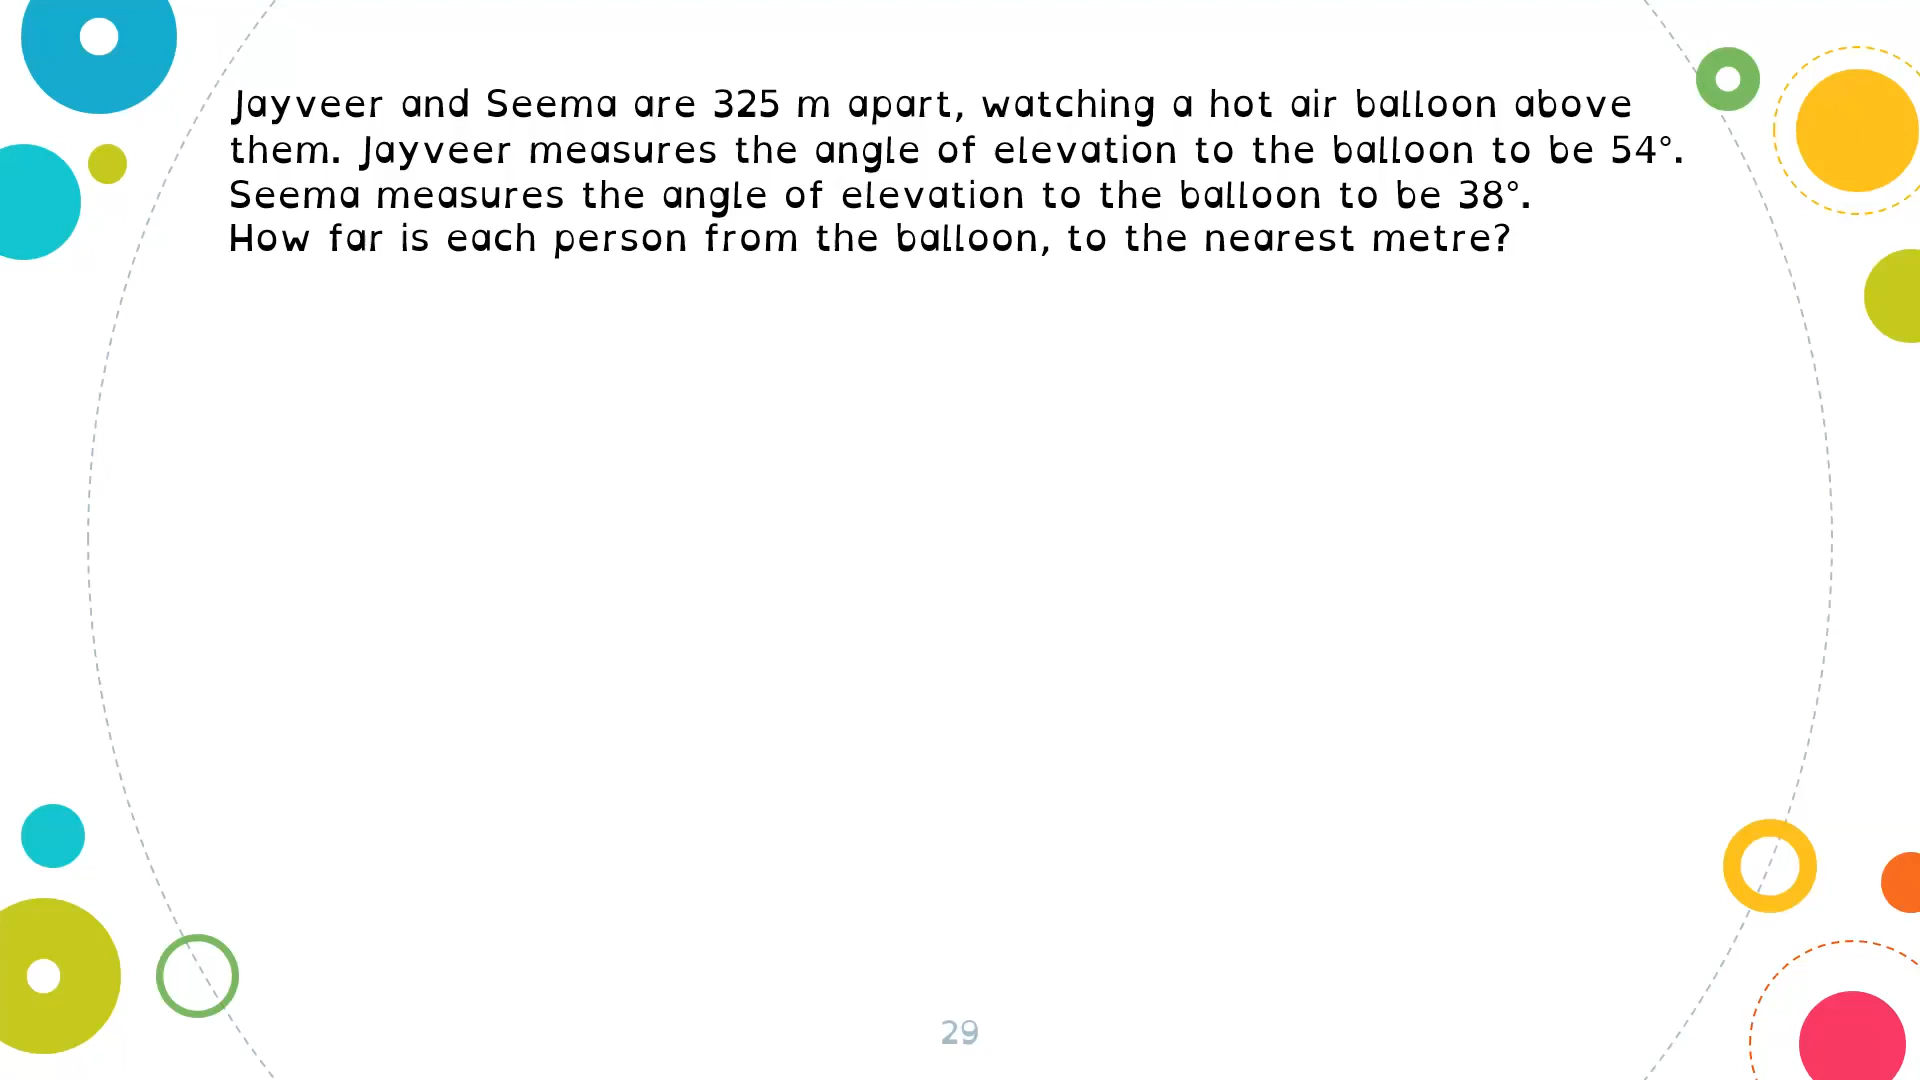 Jayveer and Seema are 325 m apart, watching a hot air balloon above
them. Jayveer measures the angle of elevation to the balloon to be 54°.
Seema measures the angle of elevation to the balloon to be 38°.
How far is each person from the balloon, to the nearest metre?
29